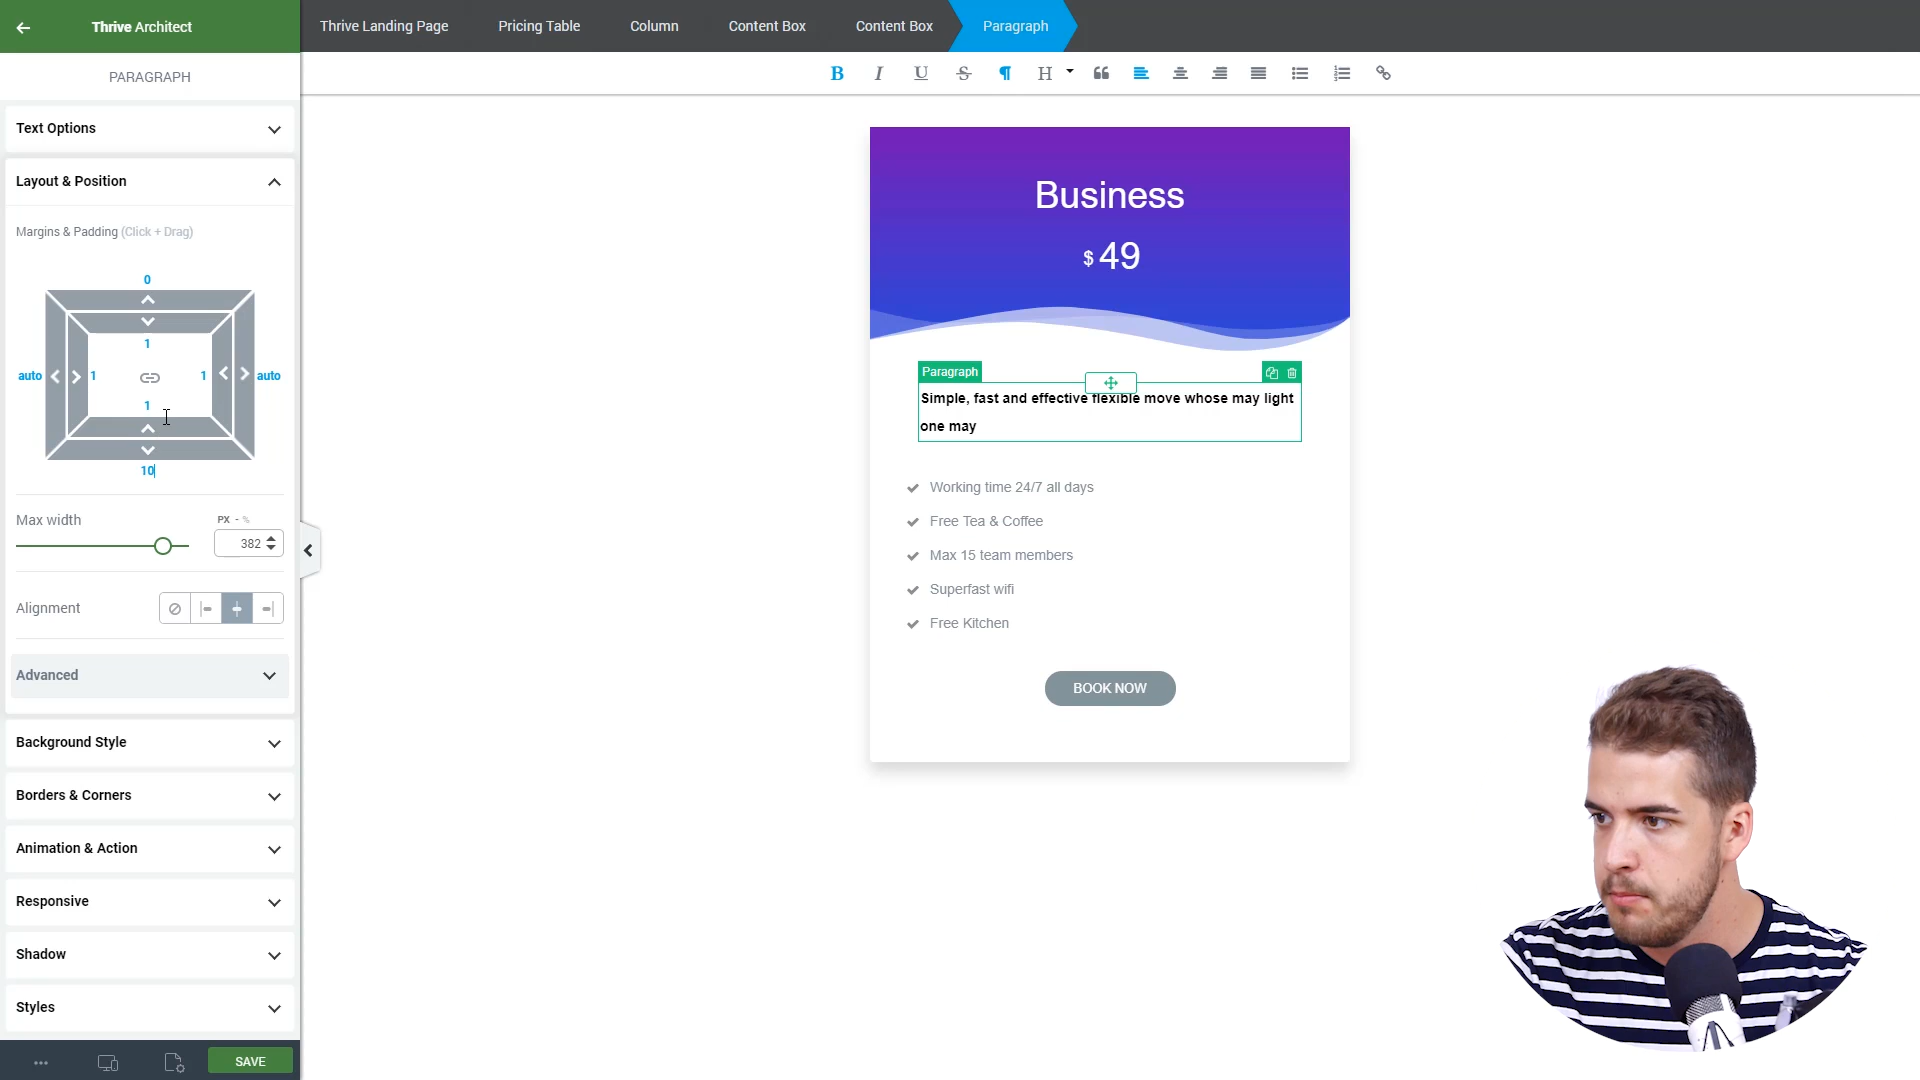 Thrive Architect
Thrive Landing Page
Pricing Table
Column
Content Box
Content Box
Paragraph
PARAGRAPH
B I U S ¶ H
Text Options
Layout & Position
Margins & Padding (Click + Drag)
0
1
auto
1
1
auto
1
10
Max width
PX - %
382
Alignment
Advanced
Background Style
Borders & Corners
Animation & Action
Responsive
Shadow
Styles
SAVE
Business
$ 49
Paragraph
Simple, fast and effective flexible move whose may light
one may
Working time 24/7 all days
Free Tea & Coffee
Max 15 team members
Superfast wifi
Free Kitchen
BOOK NOW